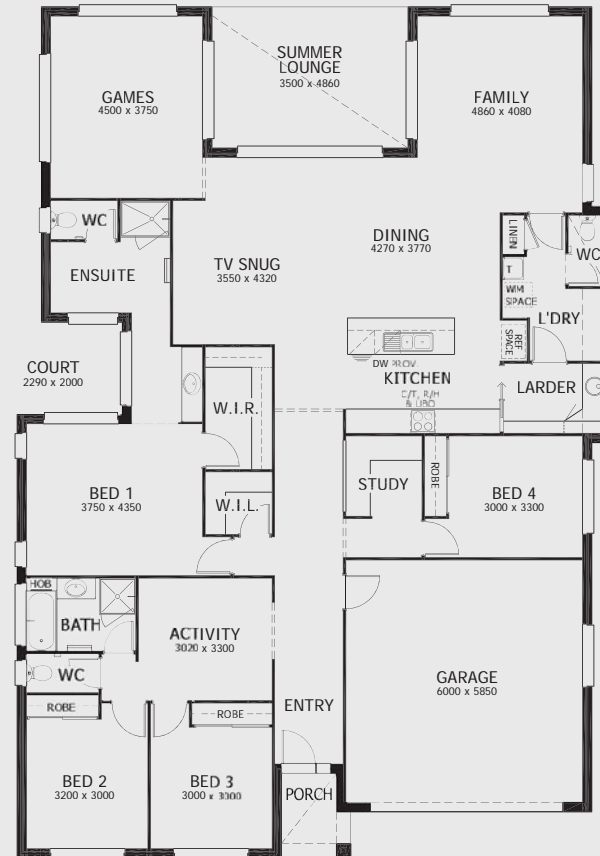 SUMMER
LOUNGE
3500 x 4860
GAMES
4500 x 3750
FAMILY
4860 x 4080
WC
ENSUITE
TV SNUG
3550 x 4320
DINING
4270 x 3770
LINEN
WC
T
WM
SPACE
L'DRY
REF
SPACE
COURT
2290 x 2000
DW PROV.
KITCHEN
C/T, R/H
& UBO
LARDER
W.I.R.
BED 1
3750 x 4350
W.I.L.
STUDY
ROBE
BED 4
3000 x 3300
HOB
BATH
ACTIVITY
3020 x 3300
WC
ROBE
ROBE
ENTRY
GARAGE
6000 x 5850
BED 2
3200 x 3000
BED 3
3000 x 3000
PORCH